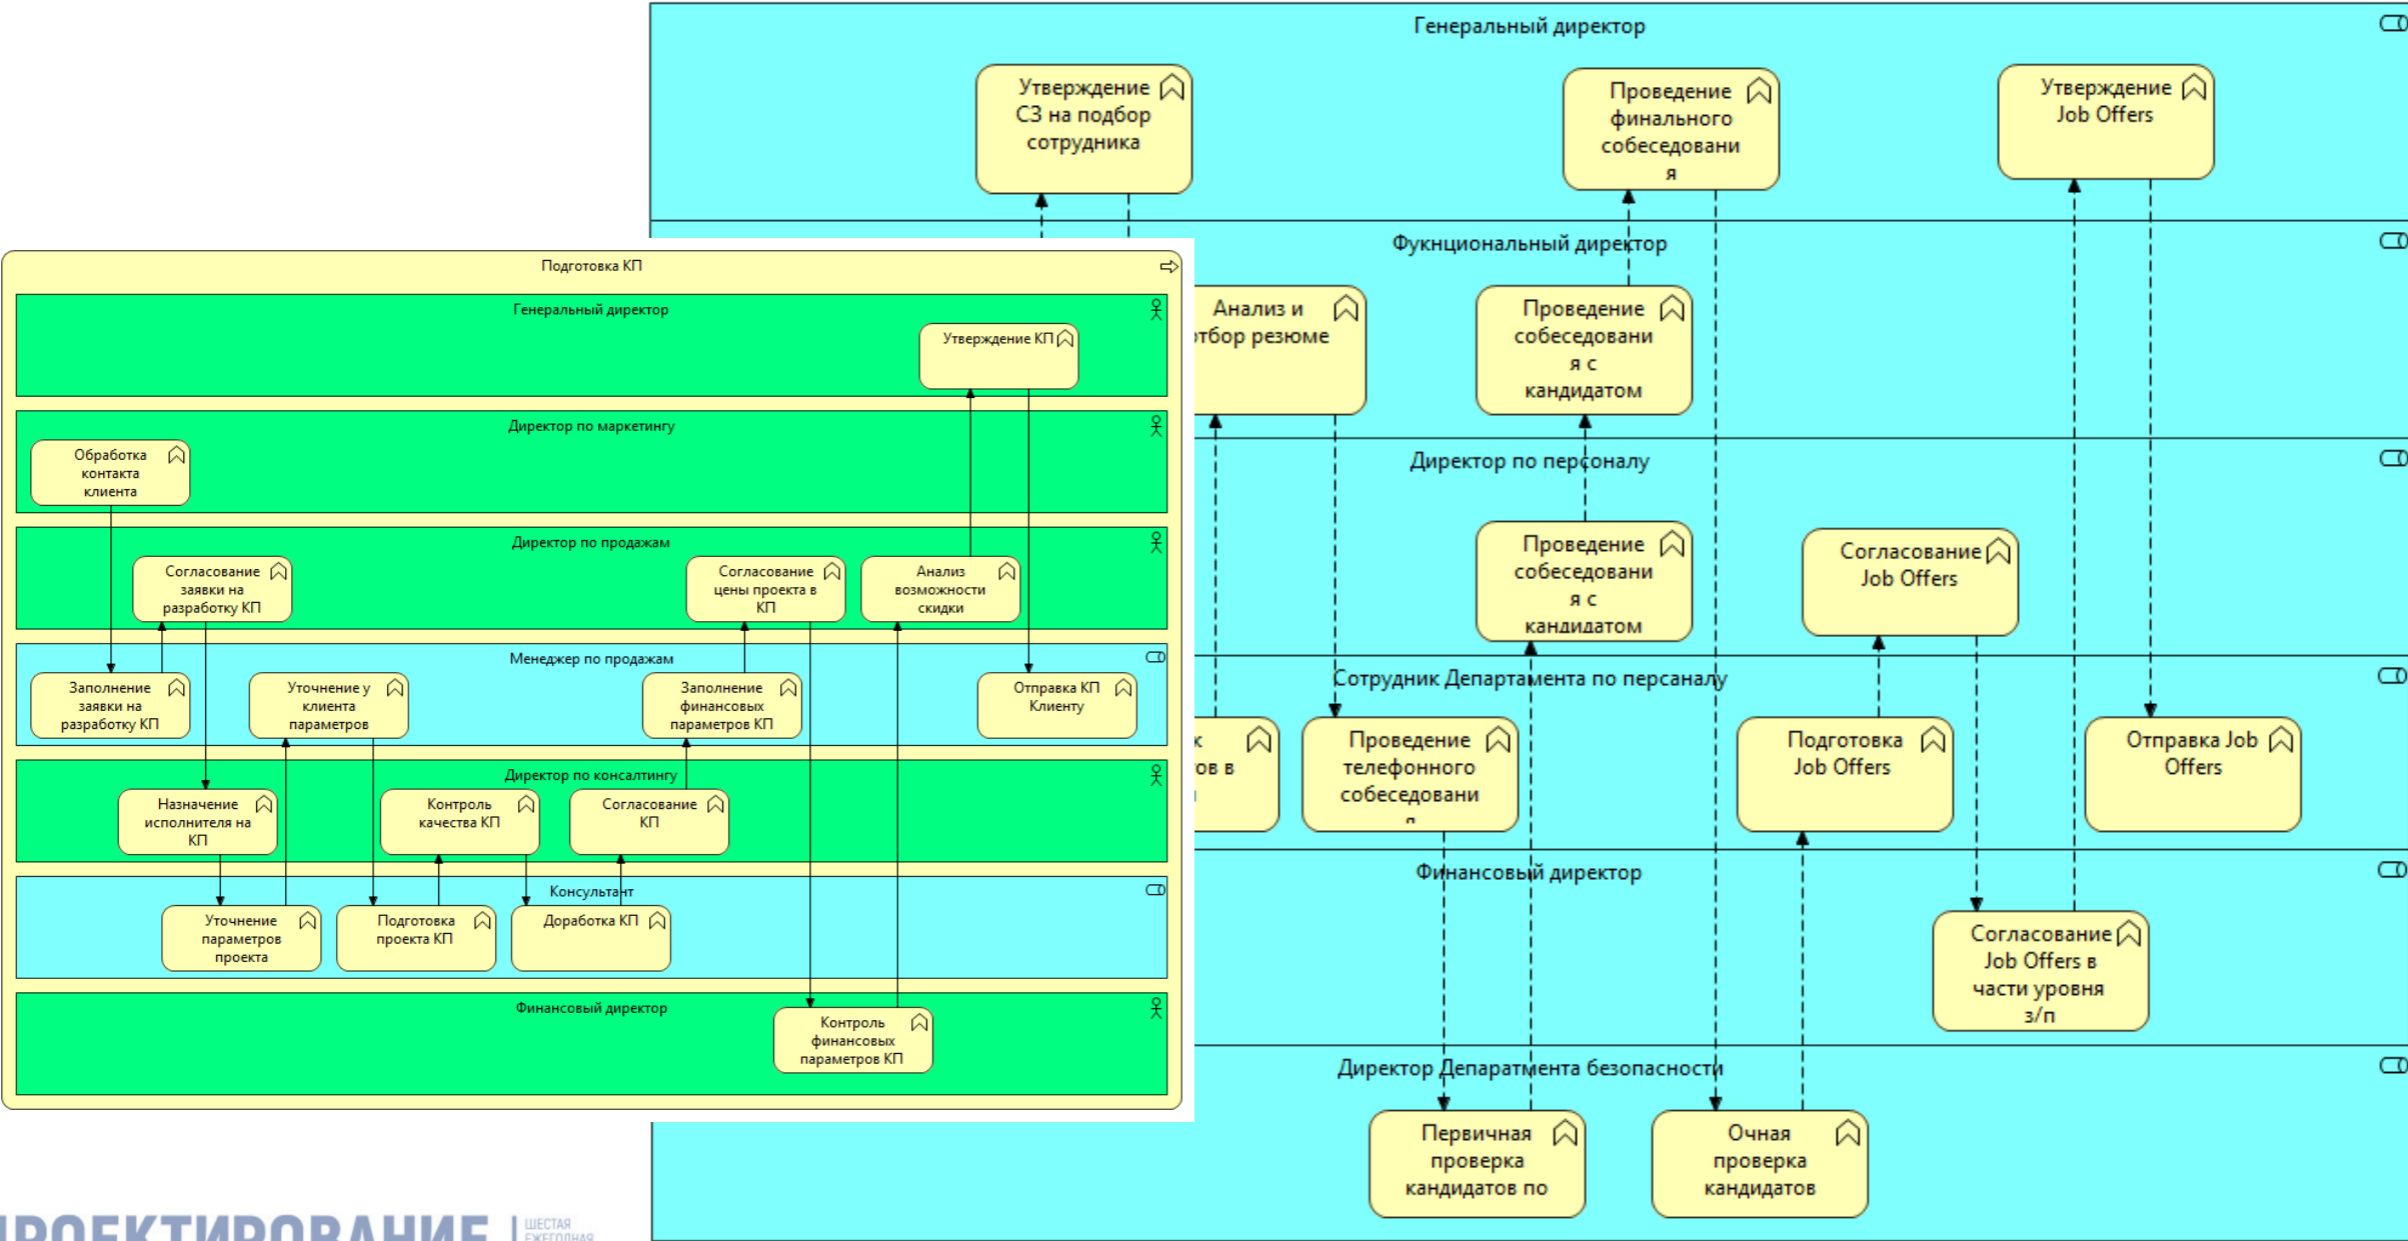 Генеральный директор
Утверждение
СЗ на подбор
сотрудника
Проведение
финального
собеседовани
я
Утверждение
Job Offers
Фукнциональный директор
Анализ и
отбор резюме
Проведение
собеседовани
я с
кандидатом
Директор по персоналу
Проведение
собеседовани
я с
кандидатом
Согласование
Job Offers
Сотрудник Департамента по персаналу
Проведение
телефонного
собеседовани
Подготовка
Job Offers
Отправка Job
Offers
Финансовый директор
Согласование
Job Offers в
части уровня
з/п
Директор Депаратмента безопасности
Первичная
проверка
кандидатов по
Очная
проверка
кандидатов
Подготовка КП
Генеральный директор
Утверждение КП
Директор по маркетингу
Обработка
контакта
клиента
Директор по продажам
Согласование
заявки на
разработку КП
Согласование
цены проекта в
КП
Анализ
возможности
скидки
Менеджер по продажам
Заполнение
заявки на
разработку КП
Уточнение у
клиента
параметров
Заполнение
финансовых
параметров КП
Отправка КП
Клиенту
Директор по консалтингу
Назначение
исполнителя на
КП
Контроль
качества КП
Согласование
КП
Консультант
Уточнение
параметров
проекта
Подготовка
проекта КП
Доработка КП
Финансовый директор
Контроль
финансовых
параметров КП
ПРОЕКТИРОВАНИЕ
ШЕСТАЯ
ЕЖЕГОДНАЯ